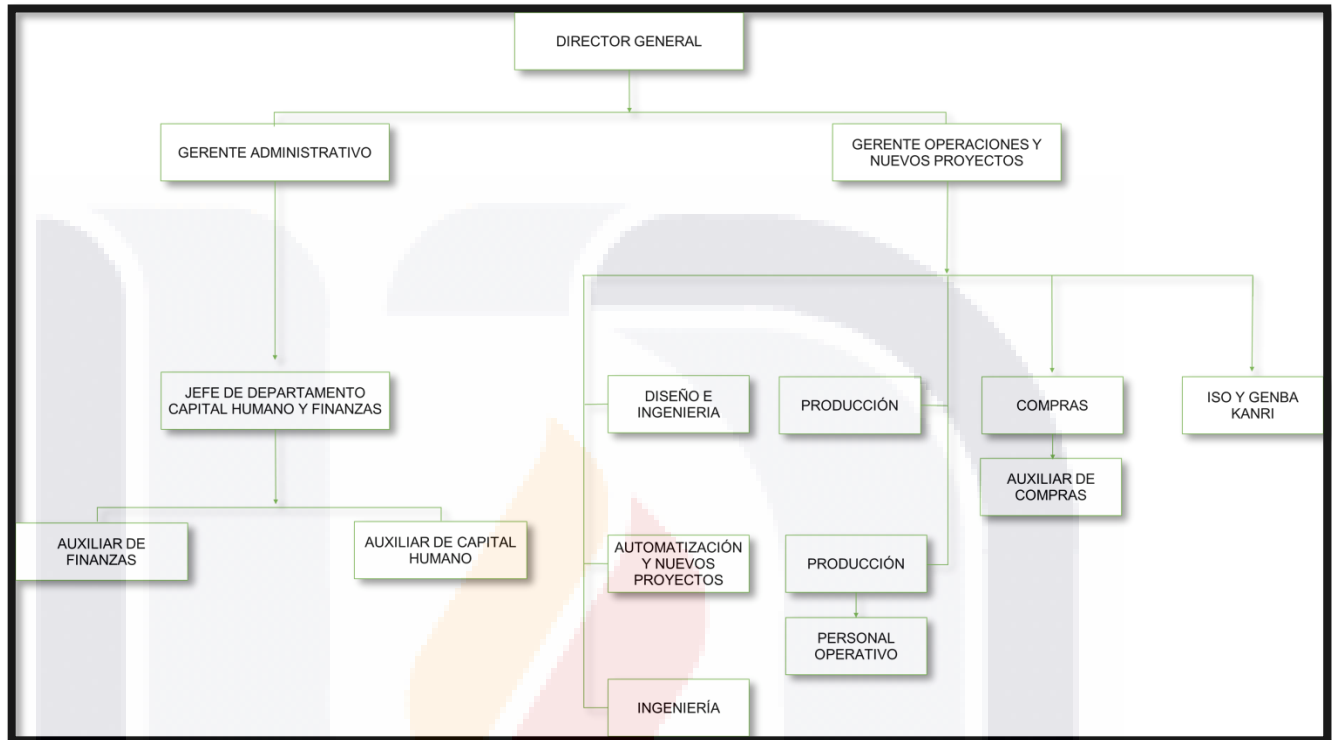 DIRECTOR GENERAL
GERENTE ADMINISTRATIVO
GERENTE OPERACIONES Y
NUEVOS PROYECTOS
JEFE DE DEPARTAMENTO
CAPITAL HUMANO Y FINANZAS
DISEÑO E
INGENIERIA
PRODUCCIÓN
COMPRAS
ISO Y GENBA
KANRI
AUXILIAR DE
COMPRAS
AUXILIAR DE
FINANZAS
AUXILIAR DE CAPITAL
HUMANO
AUTOMATIZACIÓN
Y NUEVOS
PROYECTOS
PRODUCCIÓN
PERSONAL
OPERATIVO
INGENIERÍA